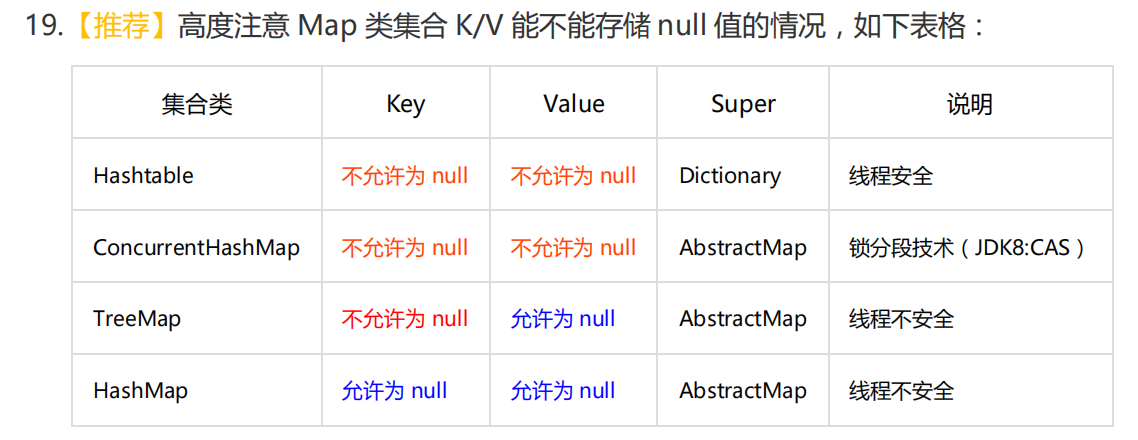 19.【推荐】高度注意 Map 类集合 K/V 能不能存储 null 值的情况，如下表格：
集合类 Key Value Super 说明
Hashtable 不允许为 null 不允许为 null Dictionary 线程安全
ConcurrentHashMap 不允许为 null 不允许为 null AbstractMap 锁分段技术（JDK8:CAS）
TreeMap 不允许为 null 允许为 null AbstractMap 线程不安全
HashMap 允许为 null 允许为 null AbstractMap 线程不安全